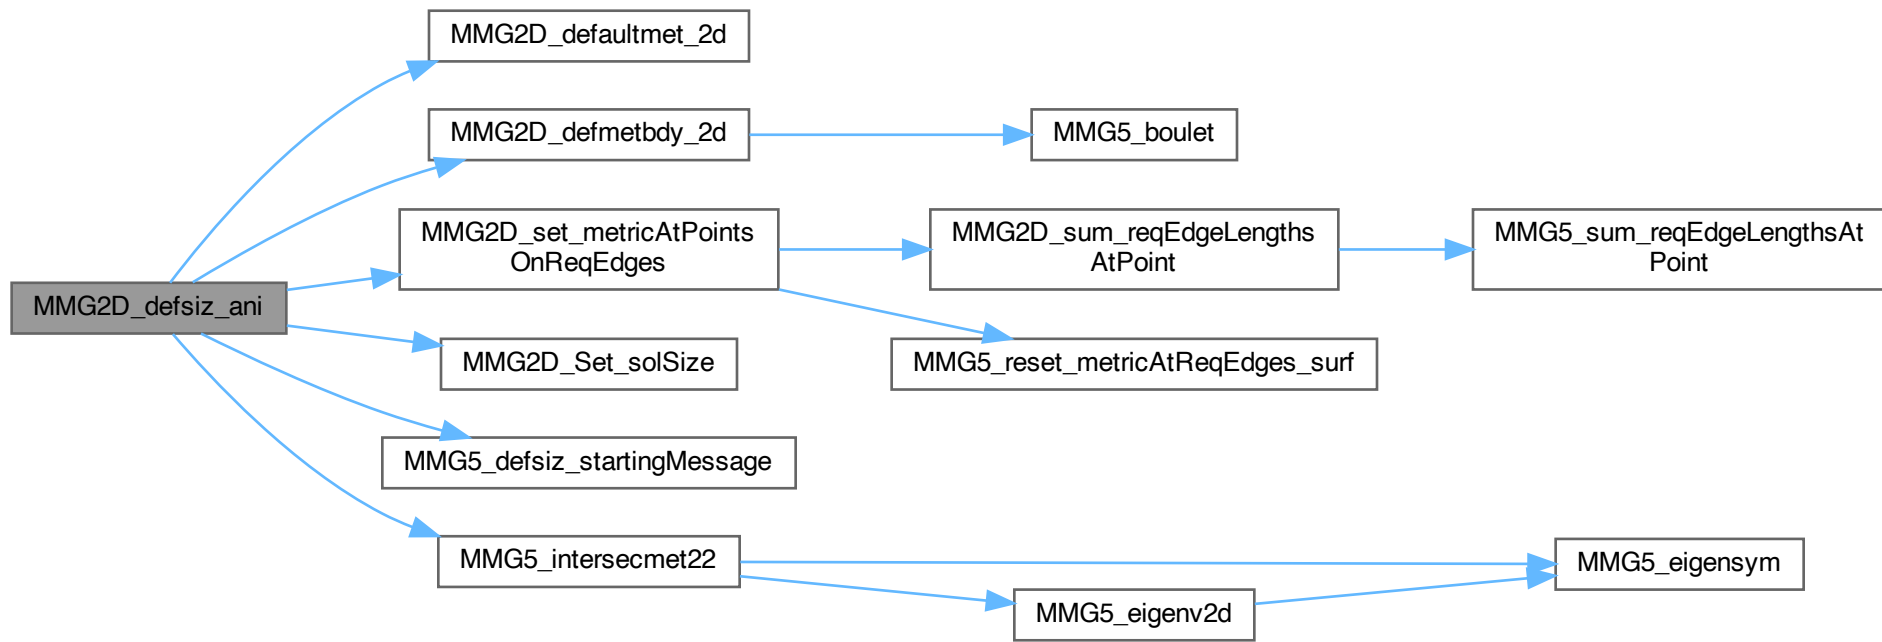 MMG2D_defaultmet_2d
MMG2D_defmetbdy_2d
MMG5_boulet
MMG2D_set_metricAtPoints
OnReqEdges
MMG2D_sum_reqEdgeLengths
AtPoint
MMG5_sum_reqEdgeLengthsAt
Point
MMG2D_defsiz_ani
MMG2D_Set_solSize
MMG5_reset_metricAtReqEdges_surf
MMG5_defsiz_startingMessage
MMG5_intersecmet22
MMG5_eigensym
MMG5_eigenv2d